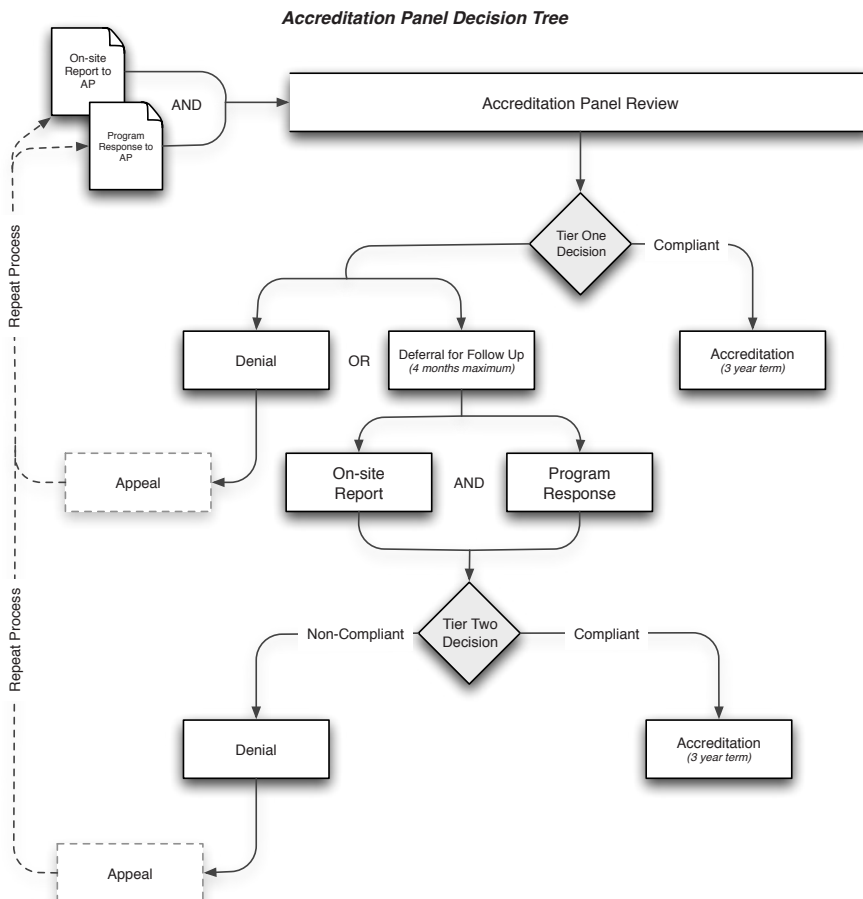 Accreditation Panel Decision Tree
On-site
Report to
AP
AND
Program
Response to
AP
Accreditation Panel Review
Tier One
Decision
Compliant
Repeat Process
Denial
OR
Deferral for Follow Up
(4 months maximum)
Accreditation
(3 year term)
Appeal
On-site
Report
AND
Program
Response
Repeat Process
Non-Compliant
Tier Two
Decision
Compliant
Denial
Accreditation
(3 year term)
Appeal